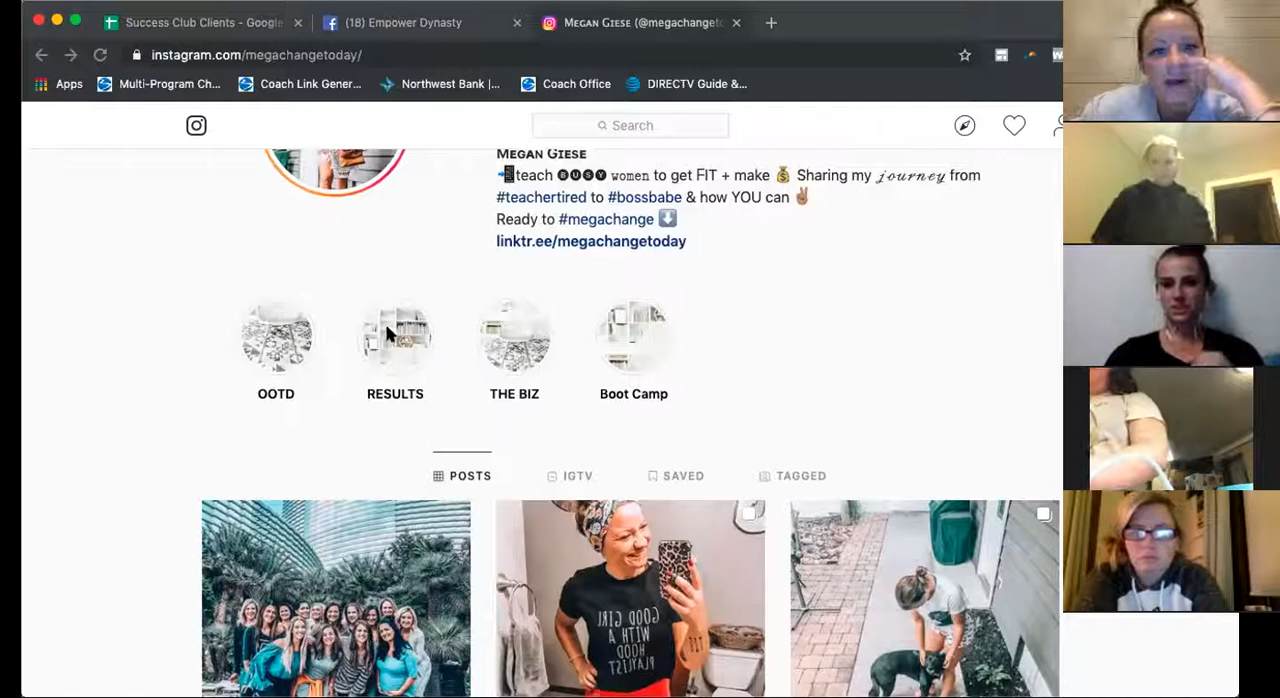 Success Club Clients - Google
(18) Empower Dynasty
MEGAN GIESE (@megachanget
instagram.com/megachangetoday/
Apps
Multi-Program Ch...
Coach Link Generator...
Northwest Bank |...
Coach Office
DIRECTV Guide &...
Search
MEGAN GIESE
📲teach 🅑🅤🅢🅨 𝚠𝚘𝚖𝚎𝚗 to get FIT + make 💰 Sharing my 𝓳𝓸𝓾𝓻𝓷𝓮𝔂 from
#teachertired to #bossbabe & how YOU can ✌🏽
Ready to #megachange ⬇️
linktr.ee/megachangetoday
OOTD
RESULTS
THE BIZ
Boot Camp
POSTS
IGTV
SAVED
TAGGED
GOOD GIRL
WITH A
HOOD
PLAYLIST